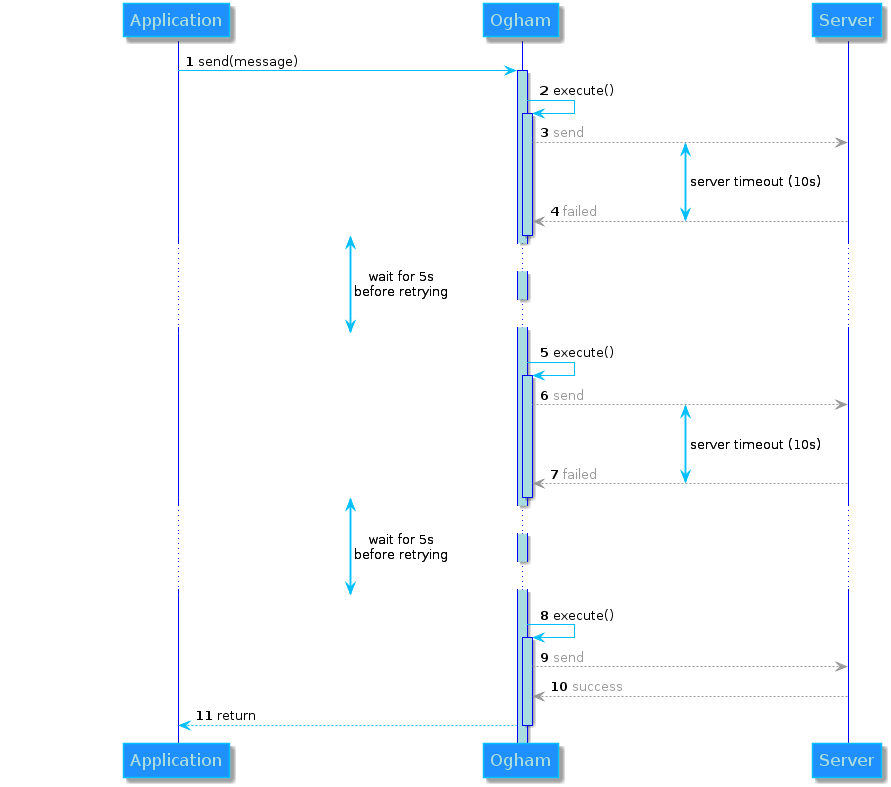 Application Ogham Server
1 send(message)
2 execute()
3 send
server timeout (10s)
4 failed
wait for 5s
before retrying
5 execute()
6 send
server timeout (10s)
7 failed
wait for 5s
before retrying
8 execute()
9 send
10 success
11 return
Application Ogham Server